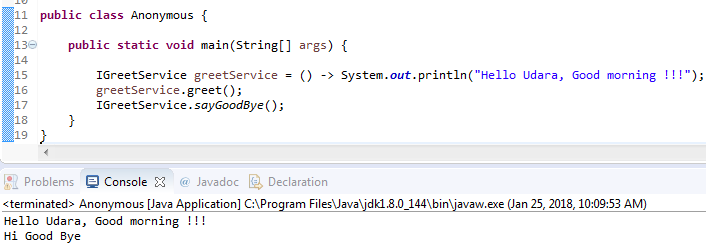 10
11 public class Anonymous {
12
13 public static void main(String[] args) {
14
15 IGreetService greetService = () -> System.out.println("Hello Udara, Good morning !!!");
16 greetService.greet();
17 IGreetService.sayGoodBye();
18 }
19 }
Problems Console Javadoc Declaration
<terminated> Anonymous [Java Application] C:\Program Files\Java\jdk1.8.0_144\bin\javaw.exe (Jan 25, 2018, 10:09:53 AM)
Hello Udara, Good morning !!!
Hi Good Bye